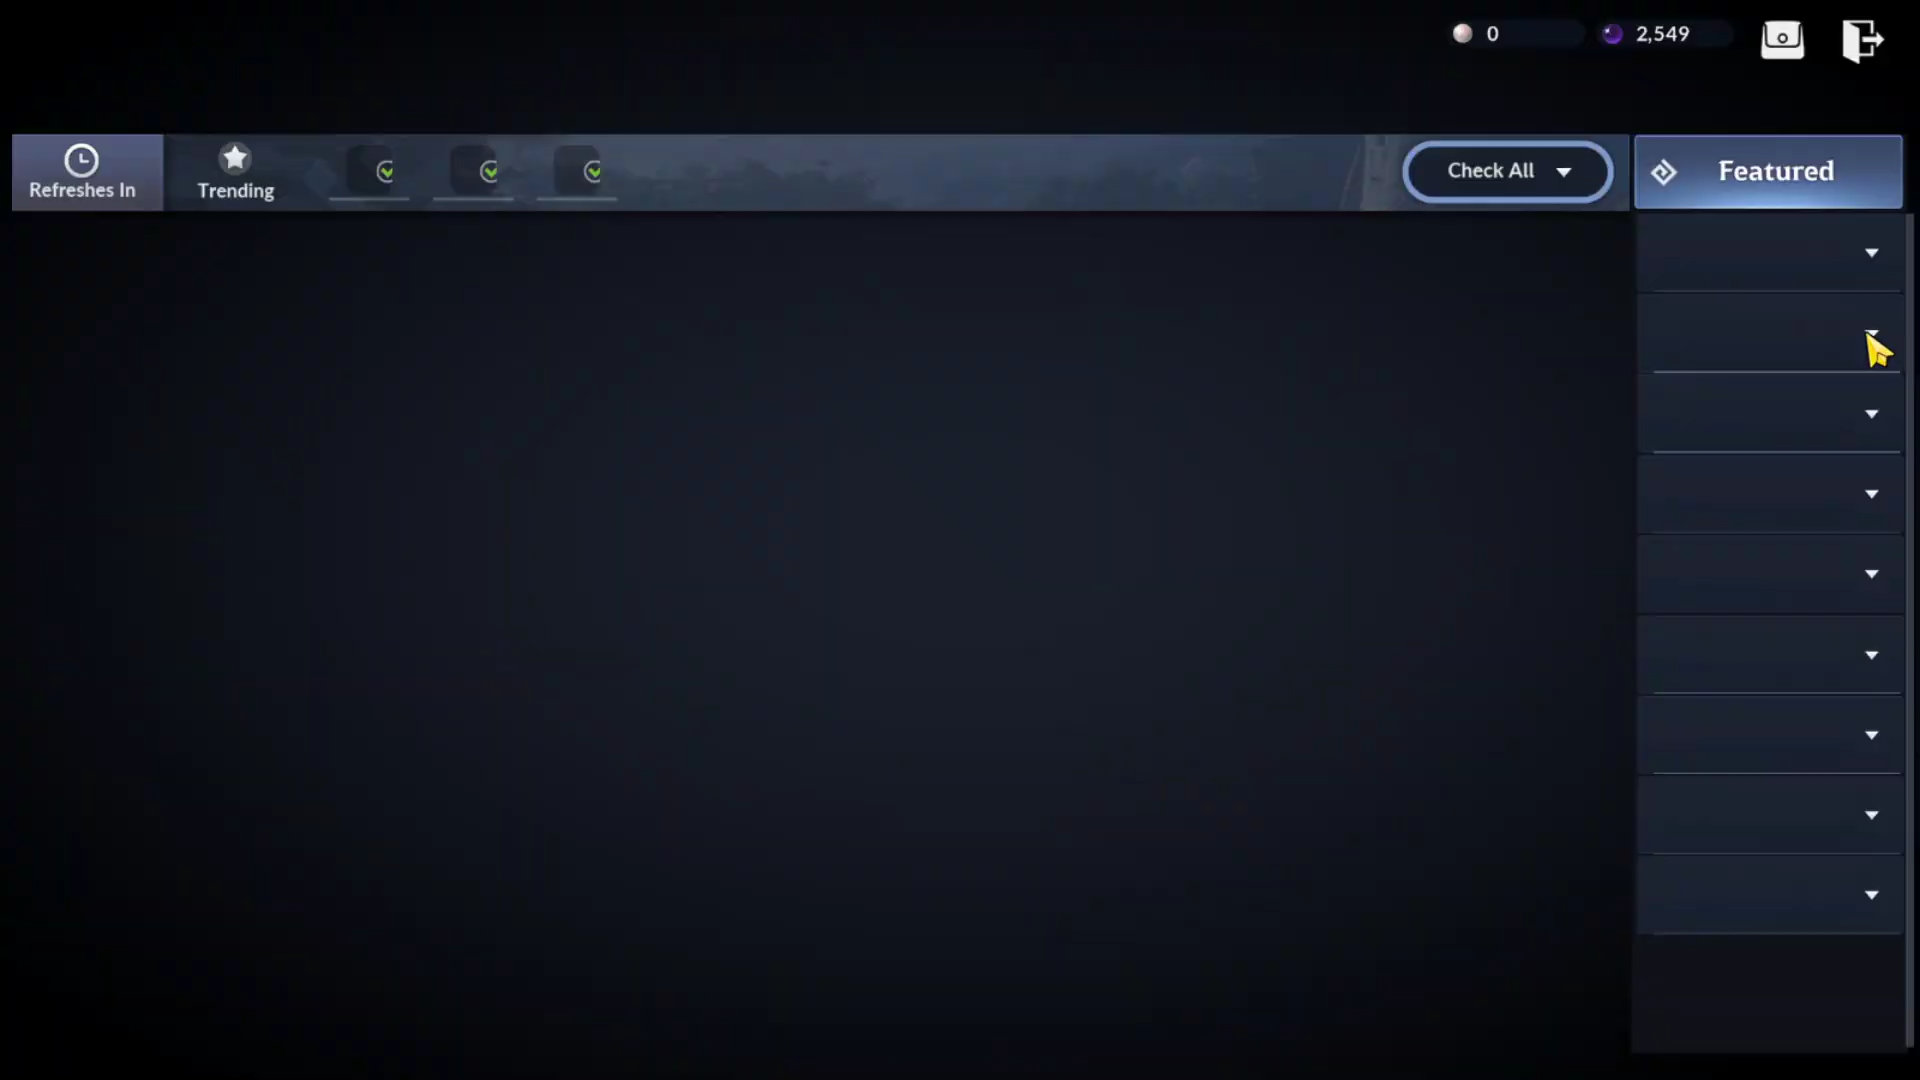 0
2,549
Refreshes In
Trending
Check All
Featured